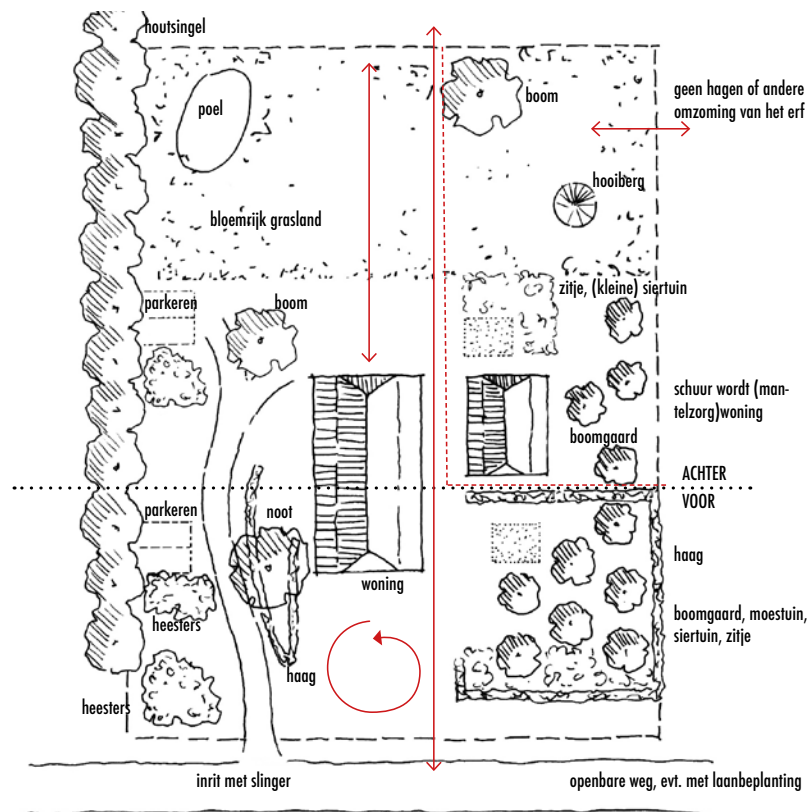 houtsingel
poel
boom
geen hagen of andere
omzoming van het erf
hooiberg
bloemrijk grasland
parkeren
boom
zitje, (kleine) siertuin
schuur wordt (man-
telzorg)woning
boomgaard
ACHTER
VOOR
parkeren
noot
haag
woning
boomgaard, moestuin,
siertuin, zitje
heesters
haag
heesters
inrit met slinger
openbare weg, evt. met laanbeplanting